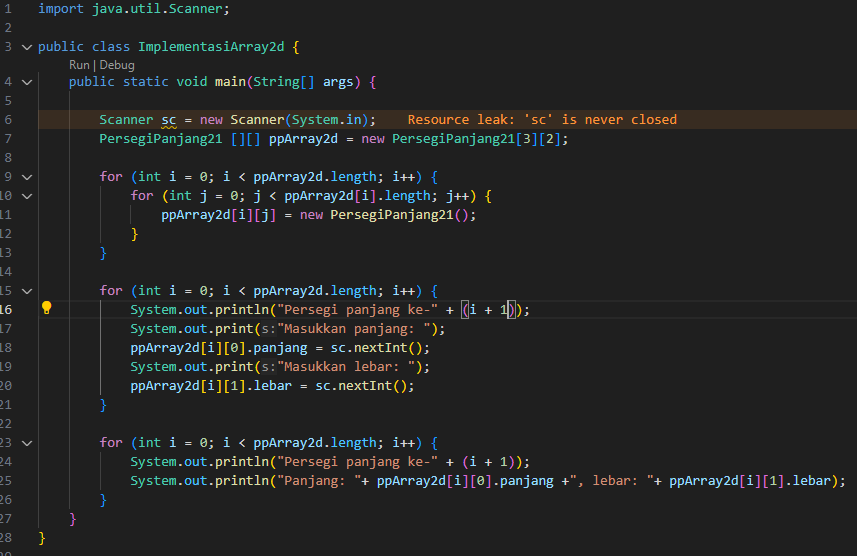 1 import java.util.Scanner;
2
3 public class ImplementasiArray2d {
Run | Debug
4 public static void main(String[] args) {
5
6 Scanner sc = new Scanner(System.in); Resource leak: 'sc' is never closed
7 PersegiPanjang21 [][] ppArray2d = new PersegiPanjang21[3][2];
8
9 for (int i = 0; i < ppArray2d.length; i++) {
10 for (int j = 0; j < ppArray2d[i].length; j++) {
11 ppArray2d[i][j] = new PersegiPanjang21();
12 }
13 }
14
15 for (int i = 0; i < ppArray2d.length; i++) {
16 System.out.println("Persegi panjang ke-" + (i + 1));
17 System.out.print(s:"Masukkan panjang: ");
18 ppArray2d[i][0].panjang = sc.nextInt();
19 System.out.print(s:"Masukkan lebar: ");
20 ppArray2d[i][1].lebar = sc.nextInt();
21 }
22
23 for (int i = 0; i < ppArray2d.length; i++) {
24 System.out.println("Persegi panjang ke-" + (i + 1));
25 System.out.println("Panjang: "+ ppArray2d[i][0].panjang +", lebar: "+ ppArray2d[i][1].lebar);
26 }
27 }
28 }